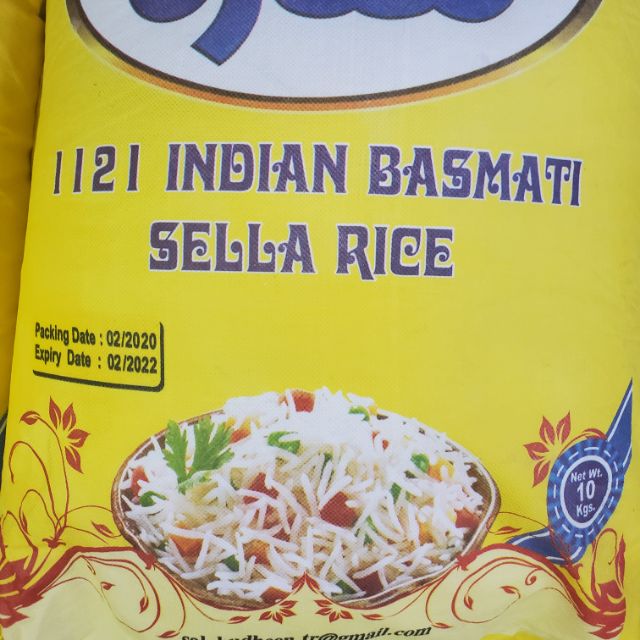 1121 INDIAN BASMATI
SELLA RICE
Packing Date : 02/2020
Expiry Date : 02/2022
Net Wt.
10
Kgs.